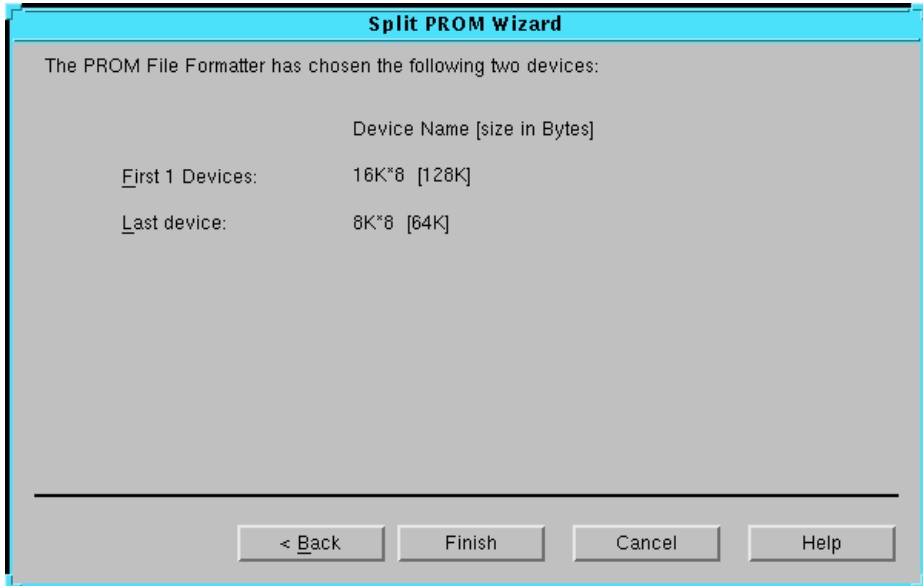 Split PROM Wizard
The PROM File Formatter has chosen the following two devices:
Device Name [size in Bytes]
First 1 Devices: 16K*8 [128K]
Last device: 8K*8 [64K]
< Back Finish Cancel Help